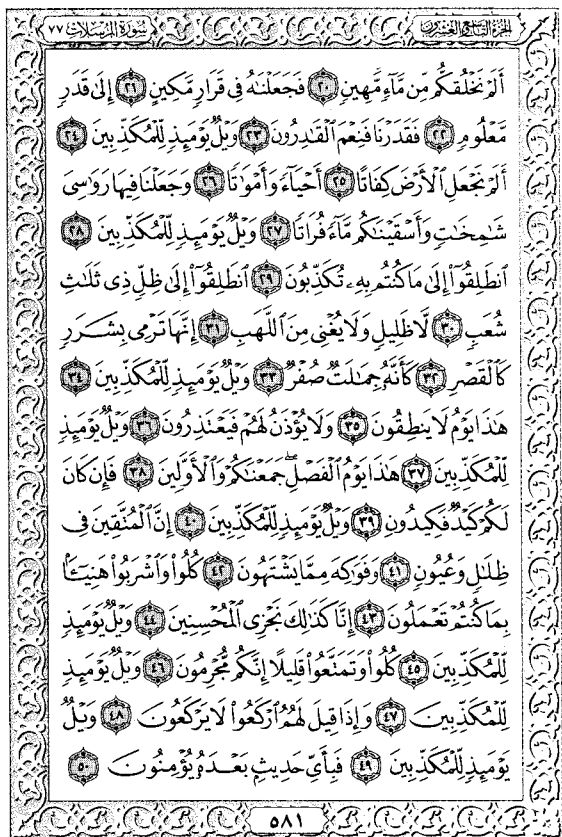 الجزء التاسع والعشرون سورة المرسلات ٧٧
أَلَمْ نَخْلُقكُّم مِّن مَّآءٍ مَّهِينٍ ٢٠ فَجَعَلْنَـٰهُ فِى قَرَارٍ مَّكِينٍ ٢١ إِلَىٰ قَدَرٍ
مَّعْلُومٍ ٢٢ فَقَدَرْنَا فَنِعْمَ ٱلْقَـٰدِرُونَ ٢٣ وَيْلٌ يَوْمَئِذٍ لِّلْمُكَذِّبِينَ ٢٤
أَلَمْ نَجْعَلِ ٱلْأَرْضَ كِفَاتًا ٢٥ أَحْيَآءً وَأَمْوَٰتًا ٢٦ وَجَعَلْنَا فِيهَا رَوَٰسِىَ
شَـٰمِخَـٰتٍ وَأَسْقَيْنَـٰكُم مَّآءً فُرَاتًا ٢٧ وَيْلٌ يَوْمَئِذٍ لِّلْمُكَذِّبِينَ ٢٨
ٱنطَلِقُوٓا۟ إِلَىٰ مَا كُنتُم بِهِۦ تُكَذِّبُونَ ٢٩ ٱنطَلِقُوٓا۟ إِلَىٰ ظِلٍّ ذِى ثَلَـٰثِ
شُعَبٍ ٣٠ لَّا ظَلِيلٍ وَلَا يُغْنِى مِنَ ٱللَّهَبِ ٣١ إِنَّهَا تَرْمِى بِشَرَرٍ
كَٱلْقَصْرِ ٣٢ كَأَنَّهُۥ جِمَـٰلَتٌ صُفْرٌ ٣٣ وَيْلٌ يَوْمَئِذٍ لِّلْمُكَذِّبِينَ ٣٤
هَـٰذَا يَوْمُ لَا يَنطِقُونَ ٣٥ وَلَا يُؤْذَنُ لَهُمْ فَيَعْتَذِرُونَ ٣٦ وَيْلٌ يَوْمَئِذٍ
لِّلْمُكَذِّبِينَ ٣٧ هَـٰذَا يَوْمُ ٱلْفَصْلِ ۖ جَمَعْنَـٰكُمْ وَٱلْأَوَّلِينَ ٣٨ فَإِن كَانَ
لَكُمْ كَيْدٌ فَكِيدُونِ ٣٩ وَيْلٌ يَوْمَئِذٍ لِّلْمُكَذِّبِينَ ٤٠ إِنَّ ٱلْمُتَّقِينَ فِى
ظِلَـٰلٍ وَعُيُونٍ ٤١ وَفَوَٰكِهَ مِمَّا يَشْتَهُونَ ٤٢ كُلُوا۟ وَٱشْرَبُوا۟ هَنِيٓـًٔۢا
بِمَا كُنتُمْ تَعْمَلُونَ ٤٣ إِنَّا كَذَٰلِكَ نَجْزِى ٱلْمُحْسِنِينَ ٤٤ وَيْلٌ يَوْمَئِذٍ
لِّلْمُكَذِّبِينَ ٤٥ كُلُوا۟ وَتَمَتَّعُوا۟ قَلِيلًا إِنَّكُم مُّجْرِمُونَ ٤٦ وَيْلٌ يَوْمَئِذٍ
لِّلْمُكَذِّبِينَ ٤٧ وَإِذَا قِيلَ لَهُمُ ٱرْكَعُوا۟ لَا يَرْكَعُونَ ٤٨ وَيْلٌ
يَوْمَئِذٍ لِّلْمُكَذِّبِينَ ٤٩ فَبِأَىِّ حَدِيثٍۭ بَعْدَهُۥ يُؤْمِنُونَ ٥٠
٥٨١